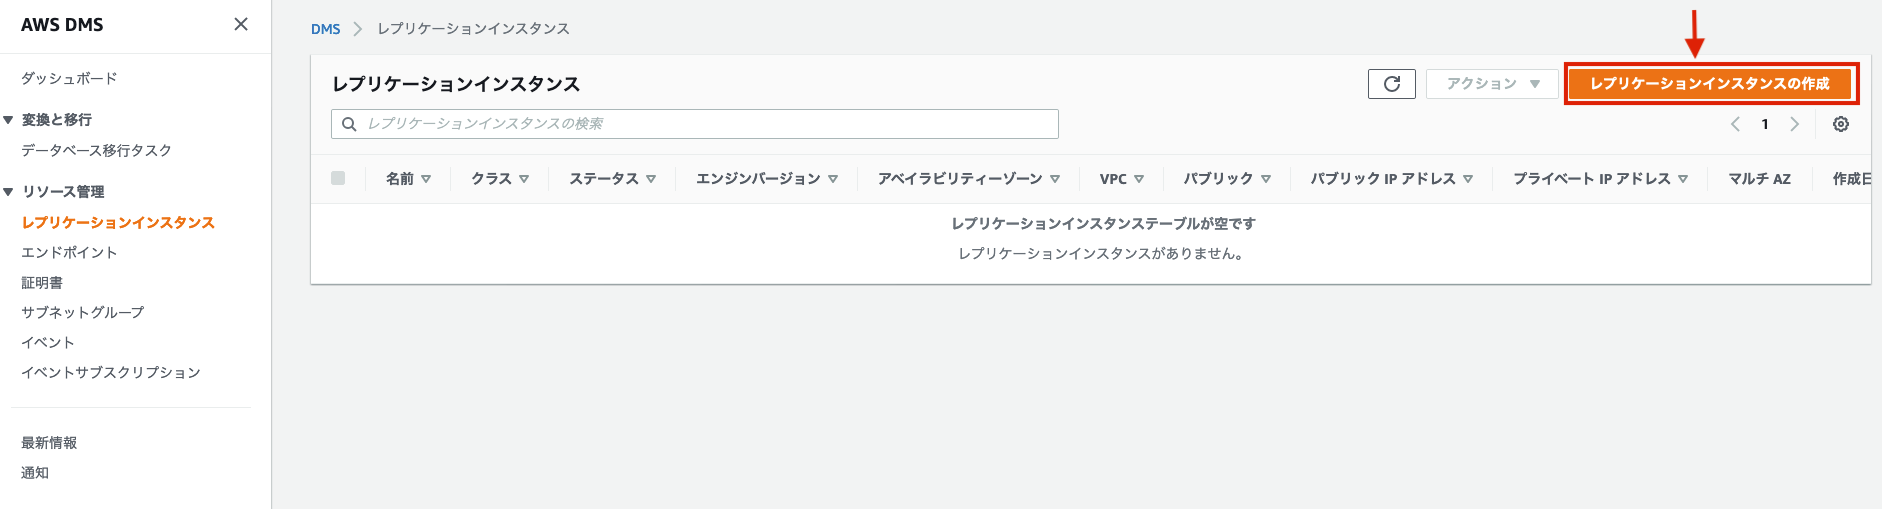 AWS DMS
ダッシュボード
変換と移行
データベース移行タスク
リソース管理
レプリケーションインスタンス
エンドポイント
証明書
サブネットグループ
イベント
イベントサブスクリプション
最新情報
通知
DMS レプリケーションインスタンス
レプリケーションインスタンス
アクション
レプリケーションインスタンスの作成
レプリケーションインスタンスの検索
1
名前 クラス ステータス エンジンバージョン アベイラビリティーゾーン VPC パブリック パブリック IP アドレス プライベート IP アドレス マルチ AZ 作成日
レプリケーションインスタンステーブルが空です
レプリケーションインスタンスがありません。